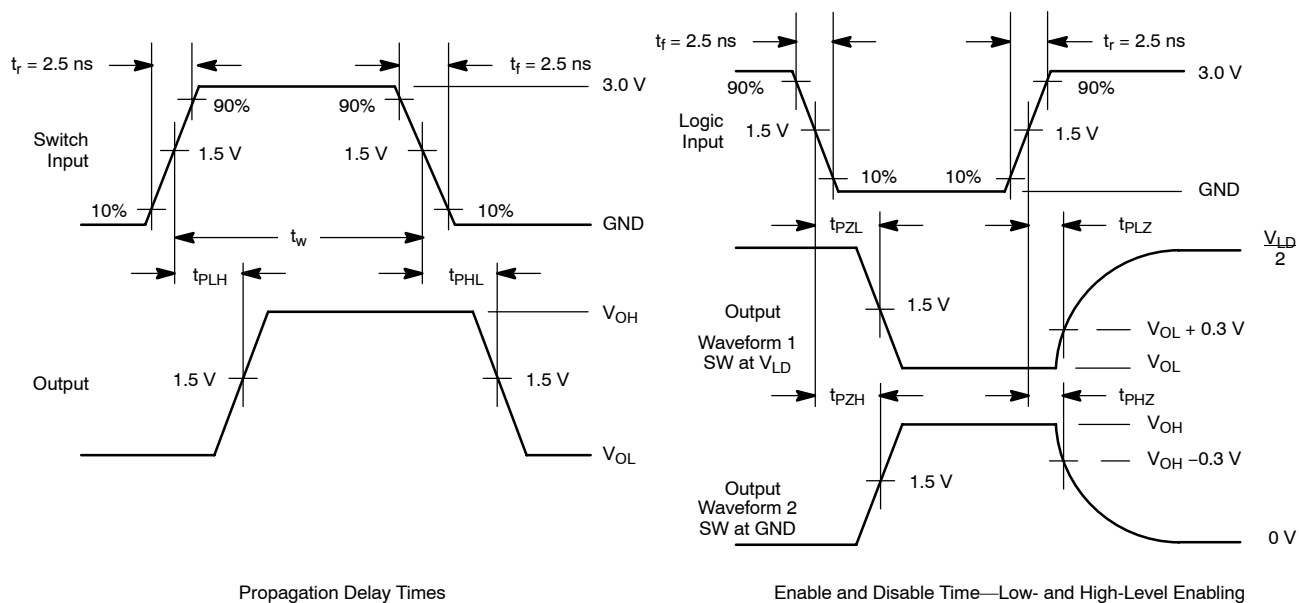 t_r = 2.5 ns
t_f = 2.5 ns
3.0 V
90%
90%
Switch
Input
1.5 V
1.5 V
10%
10%
GND
t_w
t_PLH
t_PHL
V_OH
Output
1.5 V
1.5 V
V_OL
Propagation Delay Times
t_f = 2.5 ns
t_r = 2.5 ns
3.0 V
90%
90%
Logic
Input
1.5 V
1.5 V
10%
10%
GND
t_PZL
t_PLZ
V_LD
2
Output
Waveform 1
SW at V_LD
1.5 V
V_OL + 0.3 V
V_OL
t_PZH
t_PHZ
V_OH
V_OH −0.3 V
Output
Waveform 2
SW at GND
1.5 V
0 V
Enable and Disable Time—Low- and High-Level Enabling